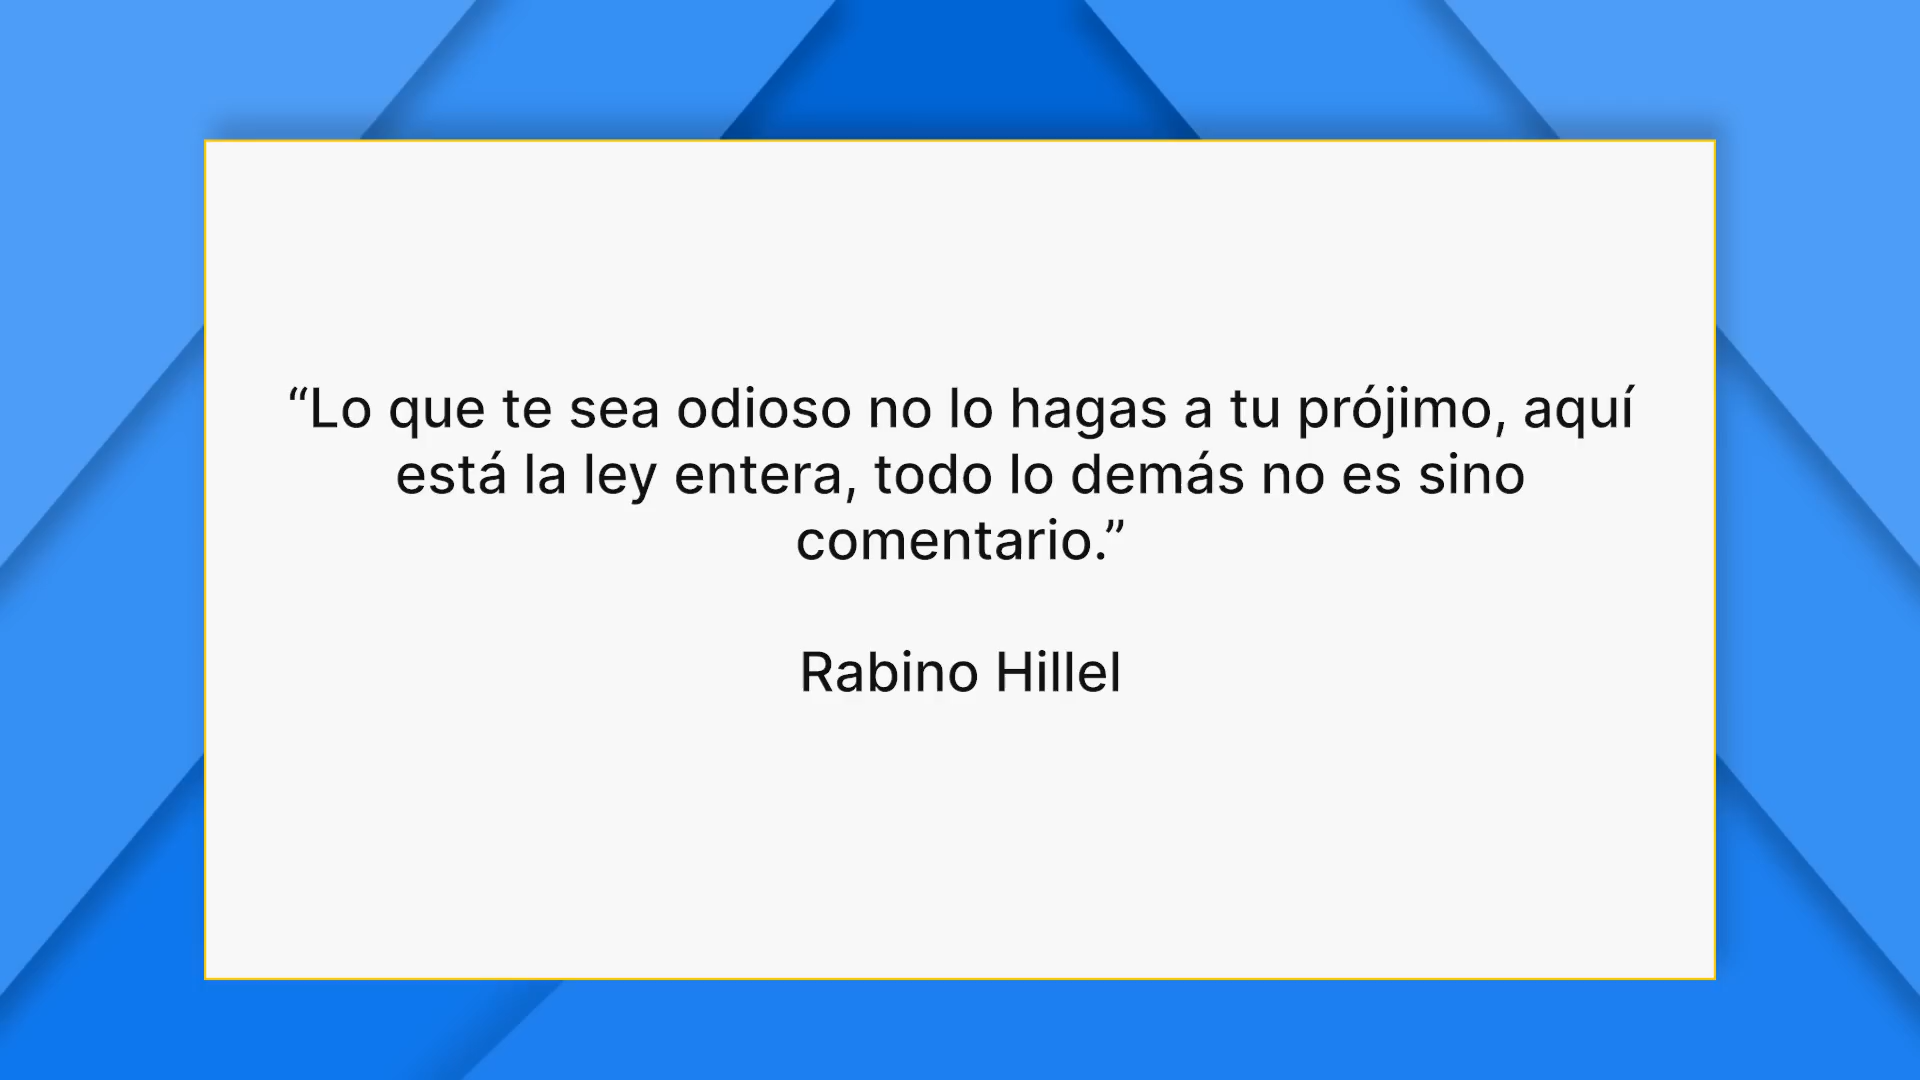 “Lo que te sea odioso no lo hagas a tu prójimo, aquí
está la ley entera, todo lo demás no es sino
comentario.”
Rabino Hillel